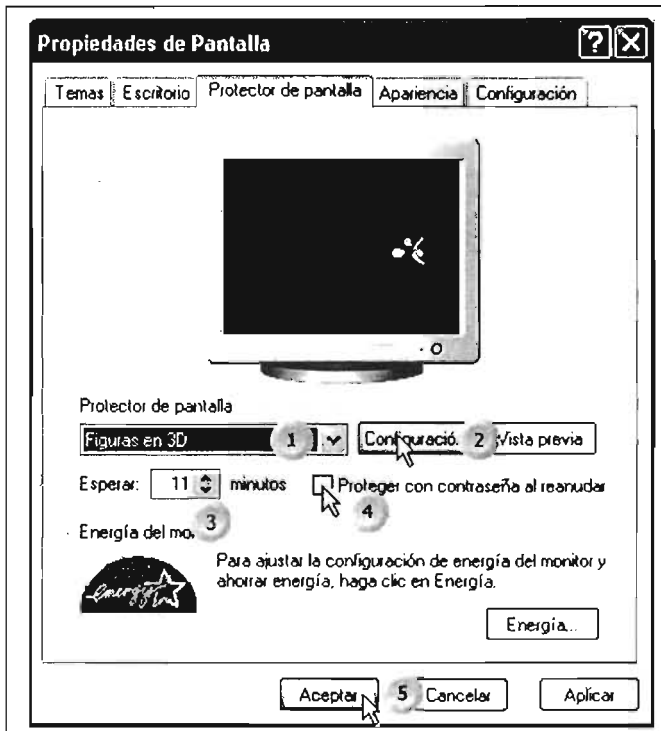 Propiedades de Pantalla
Temas Escritorio Protector de pantalla Apariencia Configuración
Protector de pantalla
Figuras en 3D 1 Configuració. 2 Vista previa
Esperar: 11 minutos Proteger con contraseña al reanudar
3 4
Energía del mo
Para ajustar la configuración de energía del monitor y
ahorrar energía, haga clic en Energía.
energy
Energía...
Aceptar 5 Cancelar Aplicar